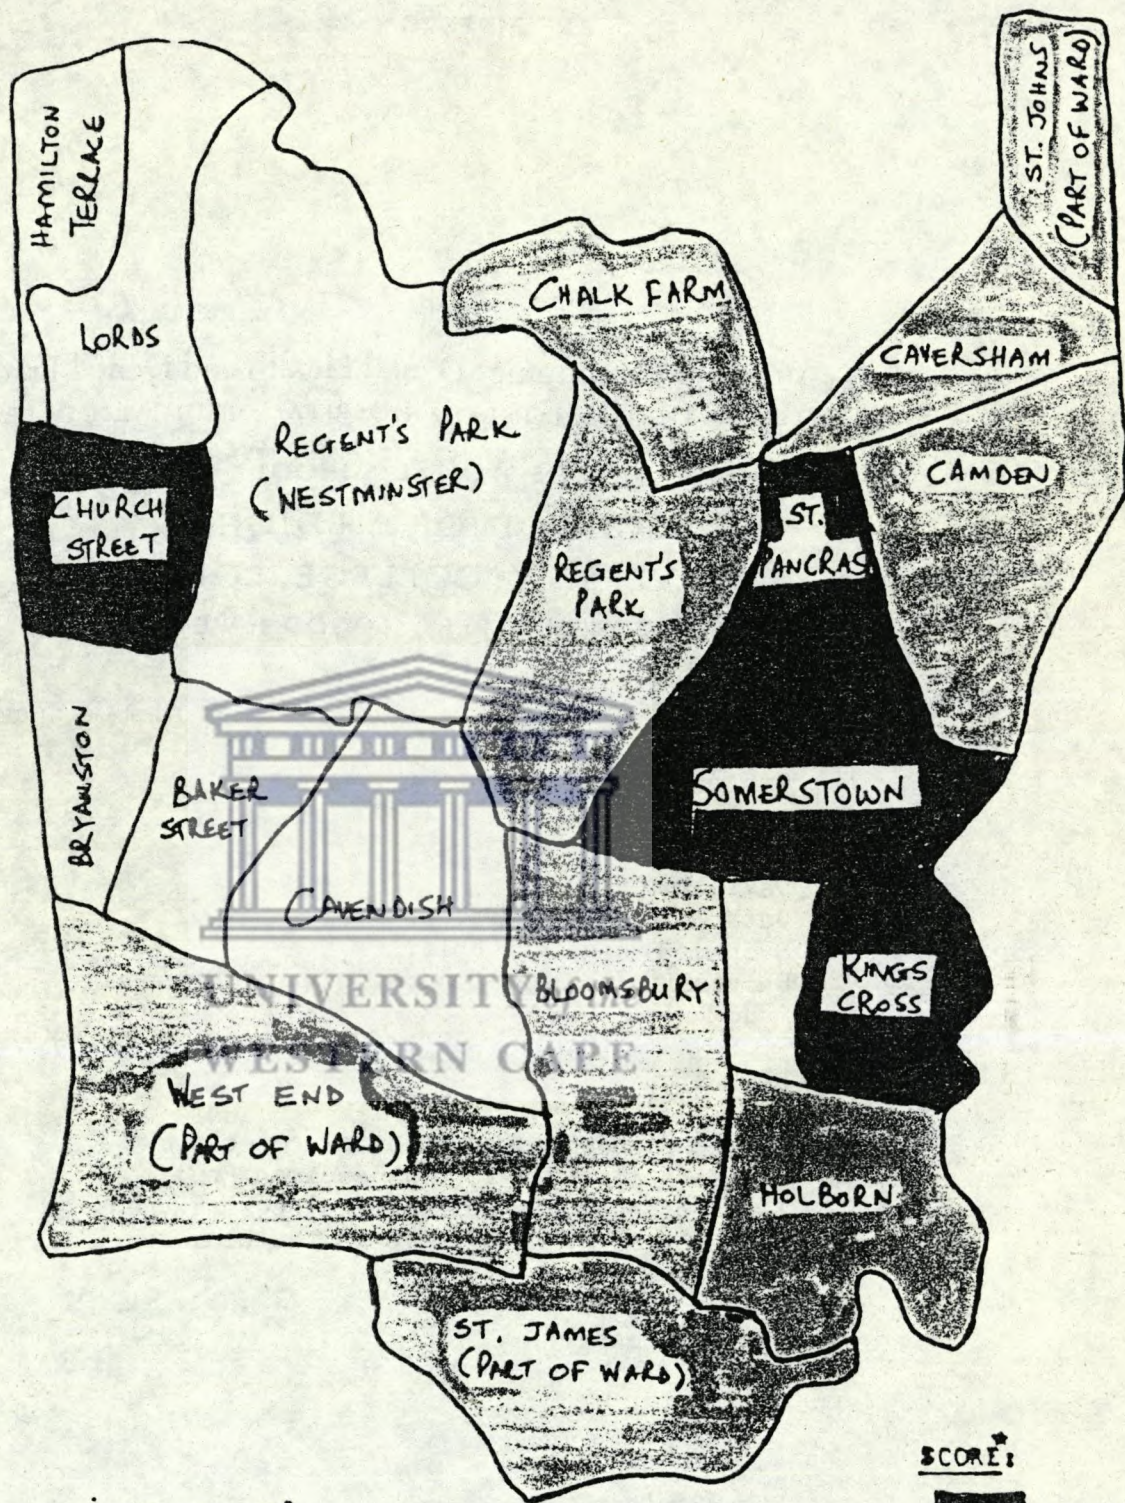 HAMILTON
TERRACE
ST. JOHNS
(PART OF WARD)
LORDS
CHALK FARM
CAVERSHAM
REGENT'S PARK
(WESTMINSTER)
CAMDEN
CHURCH
STREET
ST.
PANCRAS
REGENT'S
PARK
BRYANSTON
BAKER
STREET
SOMERSTOWN
CAVENDISH
BLOOMSBURY
KINGS
CROSS
UNIVERSITY of the
WESTERN CAPE
WEST END
(PART OF WARD)
HOLBORN
ST. JAMES
(PART OF WARD)
SCORE*: